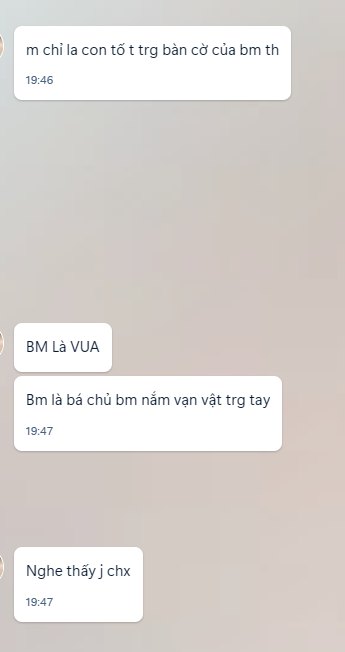 m chỉ la con tố t trg bàn cờ của bm th
19:46
BM Là VUA
Bm là bá chủ bm nắm vạn vật trg tay
19:47
Nghe thấy j chx
19:47